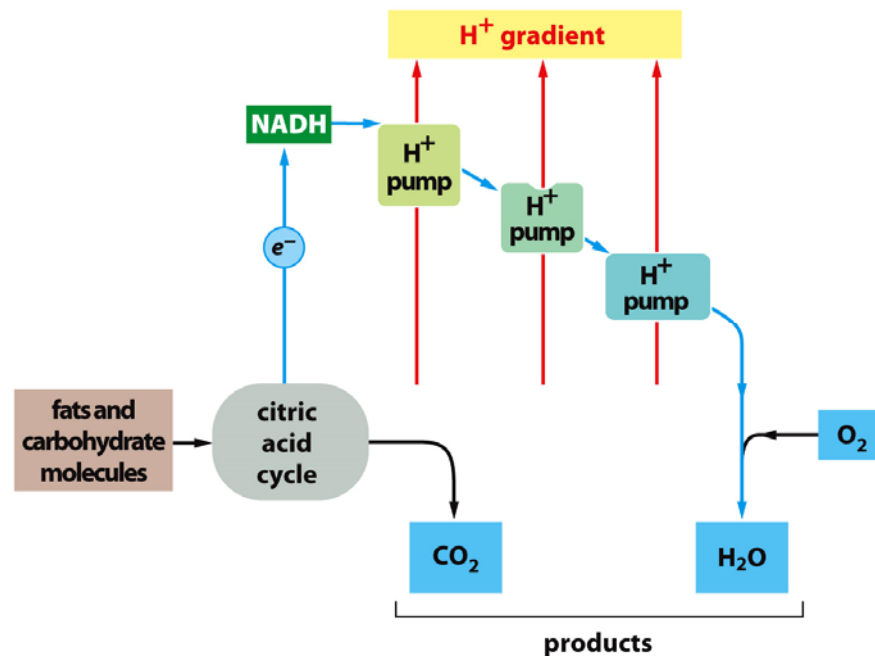 H⁺ gradient
NADH
H⁺
pump
H⁺
pump
H⁺
pump
e⁻
fats and
carbohydrate
molecules
citric
acid
cycle
O₂
CO₂
H₂O
products